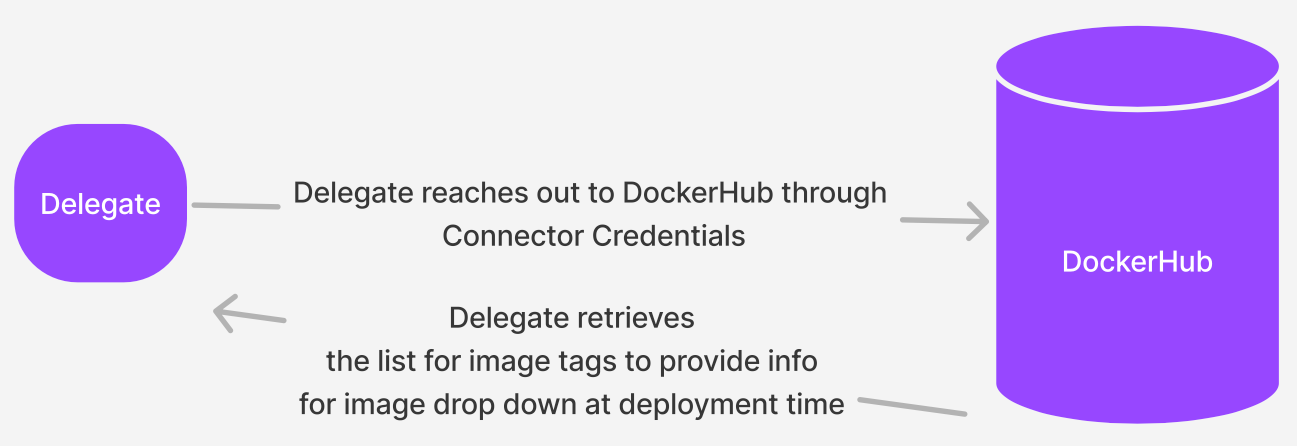 Delegate
Delegate reaches out to DockerHub through
Connector Credentials
DockerHub
Delegate retrieves
the list for image tags to provide info
for image drop down at deployment time